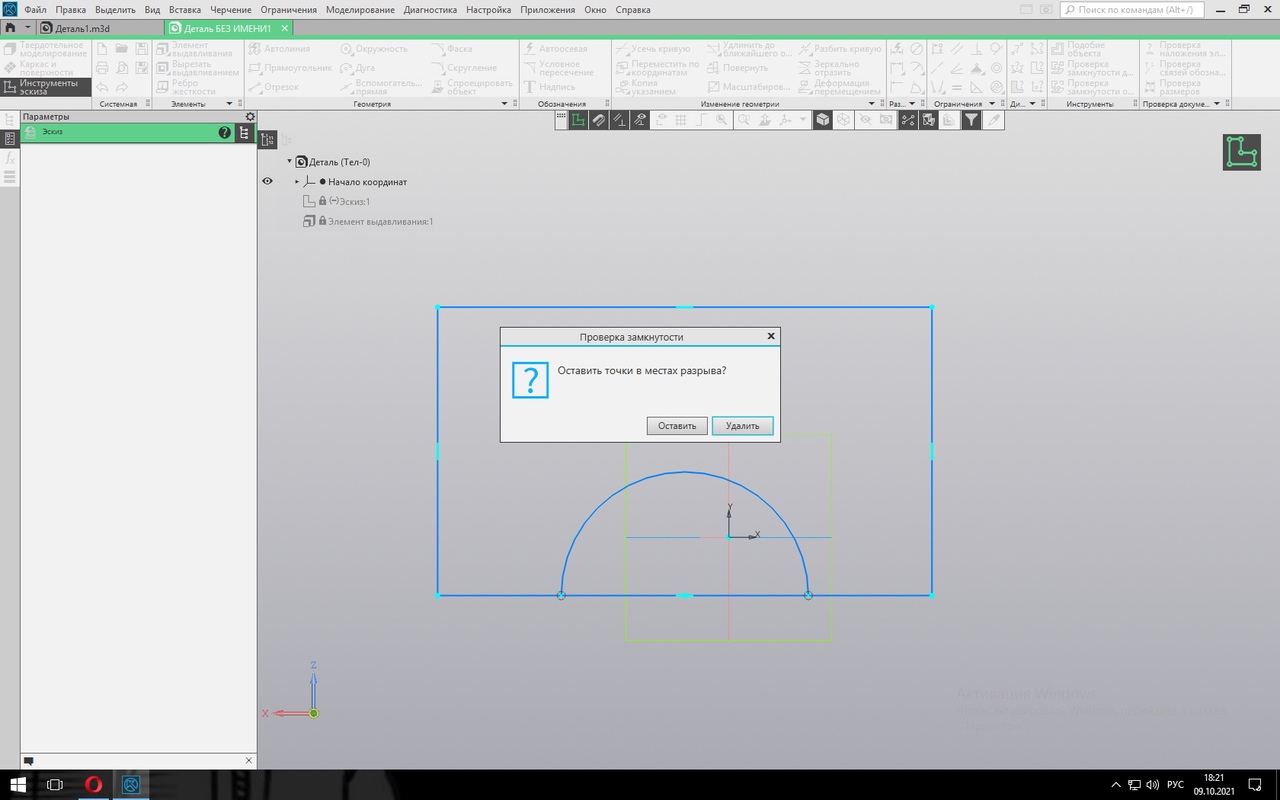 Файл Правка Выделить Вид Вставка Черчение Ограничения Моделирование Диагностика Настройка Приложения Окно Справка
Поиск по командам (Alt+/)
Деталь1.m3d
Деталь БЕЗ ИМЕНИ1
Твердотельное моделирование
Каркас и поверхности
Инструменты эскиза
Системная
Элемент выдавливания
Вырезать выдавливанием
Ребро жесткости
Элементы
Автолиния
Окружность
Фаска
Прямоугольник
Дуга
Скругление
Отрезок
Вспомогатель... прямая
Спроецировать объект
Геометрия
Автоосевая
Условное пересечение
Надпись
Обозначения
Усечь кривую
Удлинить до ближайшего о...
Разбить кривую
Переместить по координатам
Повернуть
Зеркально отразить
Копия указанием
Масштабиров...
Деформация перемещением
Изменение геометрии
Раз...
Ограничения
Ди...
Подобие объекта
Проверка замкнутости д...
Проверка замкнутости о...
Инструменты
Проверка наложения эл...
Проверка связей обозна...
Проверка размеров
Проверка докуме...
Параметры
Эскиз
Деталь (Тел-0)
Начало координат
(-)Эскиз:1
Элемент выдавливания:1
Проверка замкнутости
?
Оставить точки в местах разрыва?
Оставить
Удалить
Y
X
Z
X
Активация Windows
РУС
18:21
09.10.2021